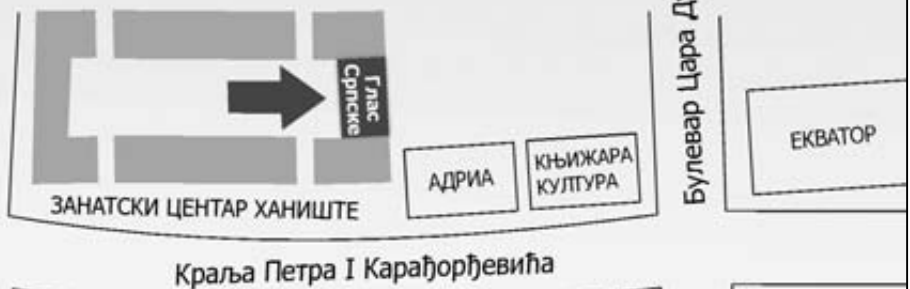 Глас
Српске
Булевар Цара
ЕКВАТОР
АДРИА
КЊИЖАРА
КУЛТУРА
ЗАНАТСКИ ЦЕНТАР ХАНИШТЕ
Краља Петра I Карађорђевића